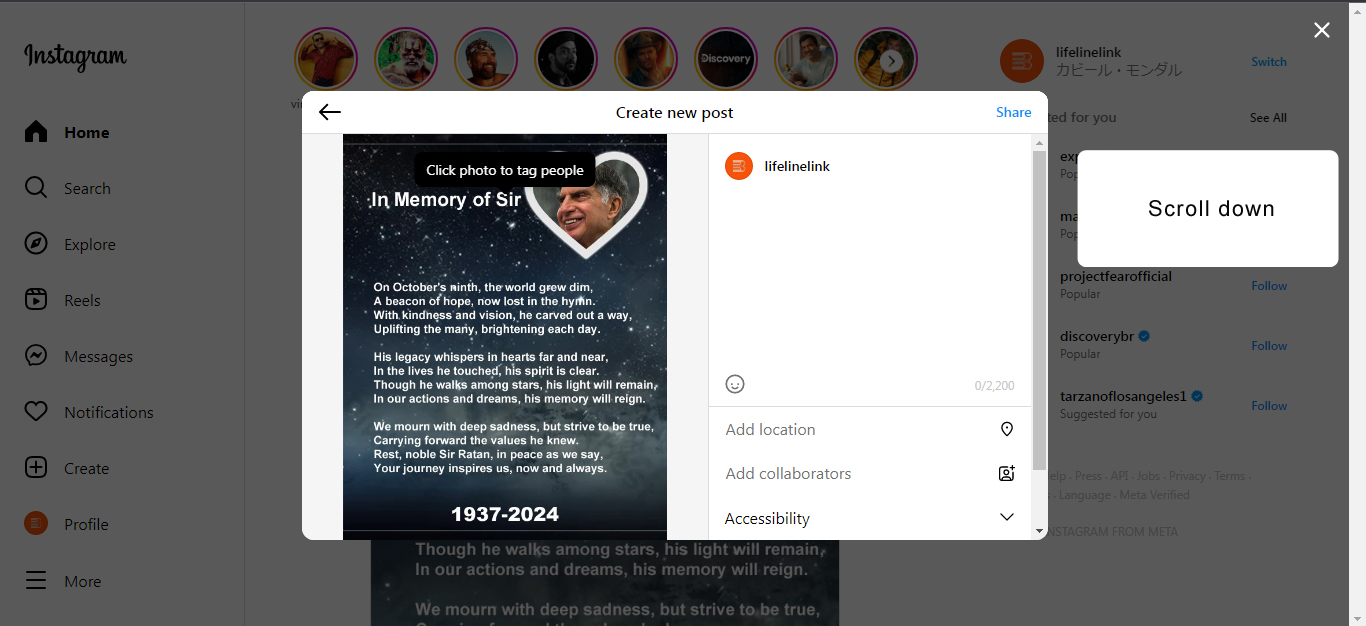 Instagram
Home
Search
Explore
Reels
Messages
Notifications
Create
Profile
More
Discovery
vi
Create new post
Share
Click photo to tag people
In Memory of Sir
On October's ninth, the world grew dim,
A beacon of hope, now lost in the hymn.
With kindness and vision, he carved out a way,
Uplifting the many, brightening each day.
His legacy whispers in hearts far and near,
In the lives he touched, his spirit is clear.
Though he walks among stars, his light will remain,
In our actions and dreams, his memory will reign.
We mourn with deep sadness, but strive to be true,
Carrying forward the values he knew.
Rest, noble Sir Ratan, in peace as we say,
Your journey inspires us, now and always.
1937-2024
lifelinelink
0/2,200
Add location
Add collaborators
Accessibility
Though he walks among stars, his light will remain,
In our actions and dreams, his memory will reign.
We mourn with deep sadness, but strive to be true,
lifelinelink
カビール・モンダル
Switch
ted for you
See All
exp
Pop
ma
Pop
Scroll down
projectfearofficial
Popular
Follow
discoverybr
Popular
Follow
tarzanoflosangeles1
Suggested for you
Follow
elp · Press · API · Jobs · Privacy · Terms ·
s · Language · Meta Verified
NSTAGRAM FROM META